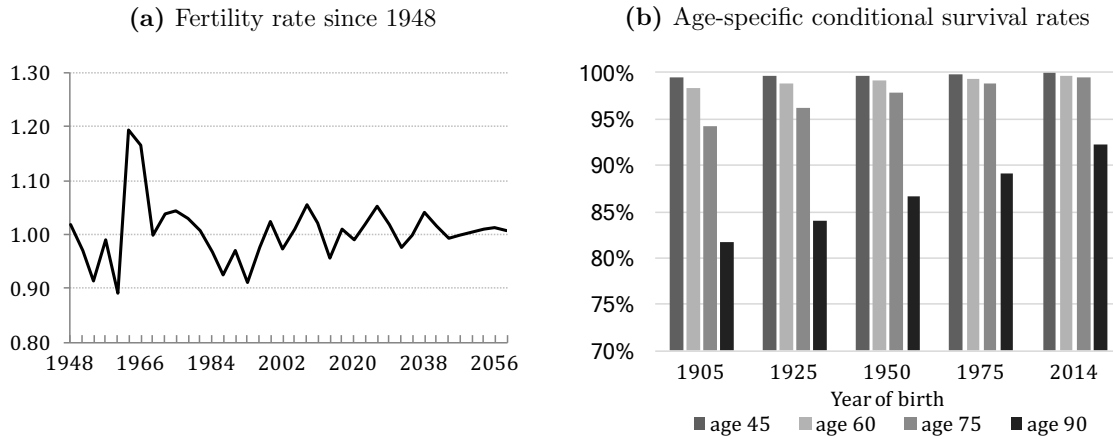 (a) Fertility rate since 1948
1.30
1.20
1.10
1.00
0.90
0.80
1948 1966 1984 2002 2020 2038 2056
(b) Age-specific conditional survival rates
100%
95%
90%
85%
80%
75%
70%
1905 1925 1950 1975 2014
Year of birth
age 45 age 60 age 75 age 90